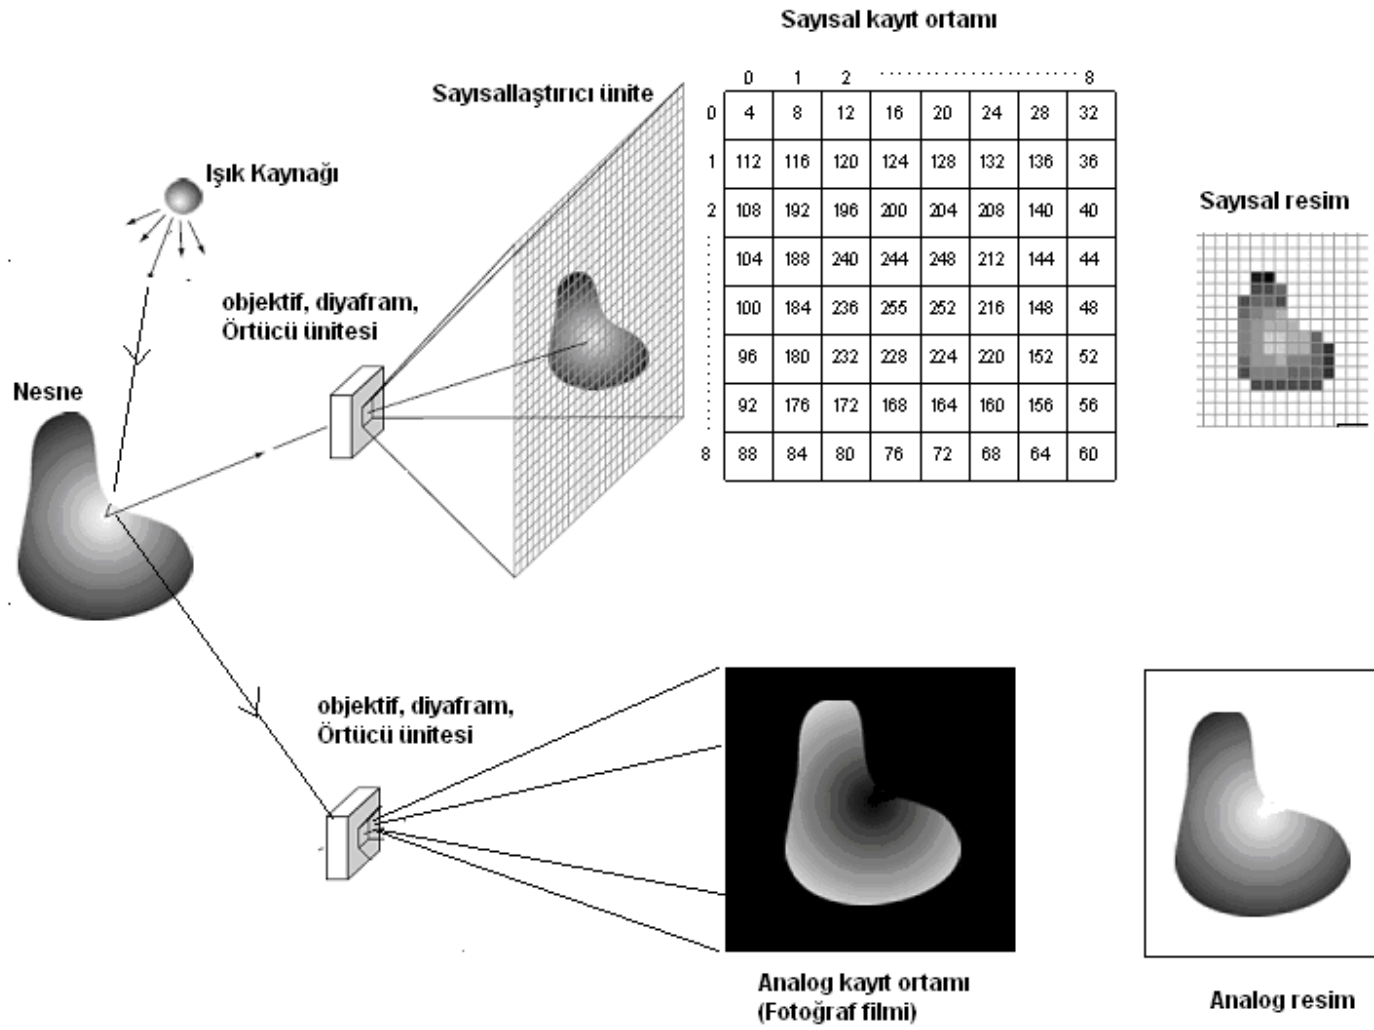 Sayısal kayıt ortamı
0 1 2 8
Sayısallaştırıcı ünite
0 4 8 12 16 20 24 28 32
1 112 116 120 124 128 132 136 36
Işık Kaynağı
2 108 192 196 200 204 208 140 40
Sayısal resim
104 188 240 244 248 212 144 44
objektif, diyafram,
Örtücü ünitesi
100 184 236 255 252 216 148 48
96 180 232 228 224 220 152 52
Nesne
92 176 172 168 164 160 156 56
8 88 84 80 76 72 68 64 60
objektif, diyafram,
Örtücü ünitesi
Analog kayıt ortamı
(Fotoğraf filmi)
Analog resim